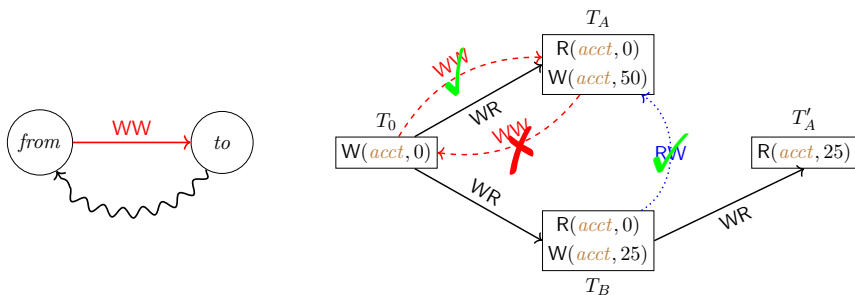 from
WW
to
T_A
R(acct, 0)
W(acct, 50)
WW
WR
T_0
W(acct, 0)
WW
RW
T'_A
R(acct, 25)
WR
WR
R(acct, 0)
W(acct, 25)
T_B